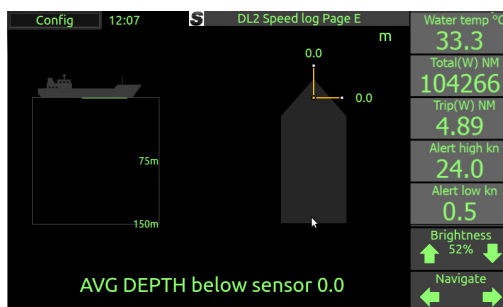 Config 12:07 S DL2 Speed log Page E
m
0.0
0.0
75m
150m
AVG DEPTH below sensor 0.0
Water temp °C
33.3
Total(W) NM
104266
Trip(W) NM
4.89
Alert high kn
24.0
Alert low kn
0.5
Brightness
52%
Navigate